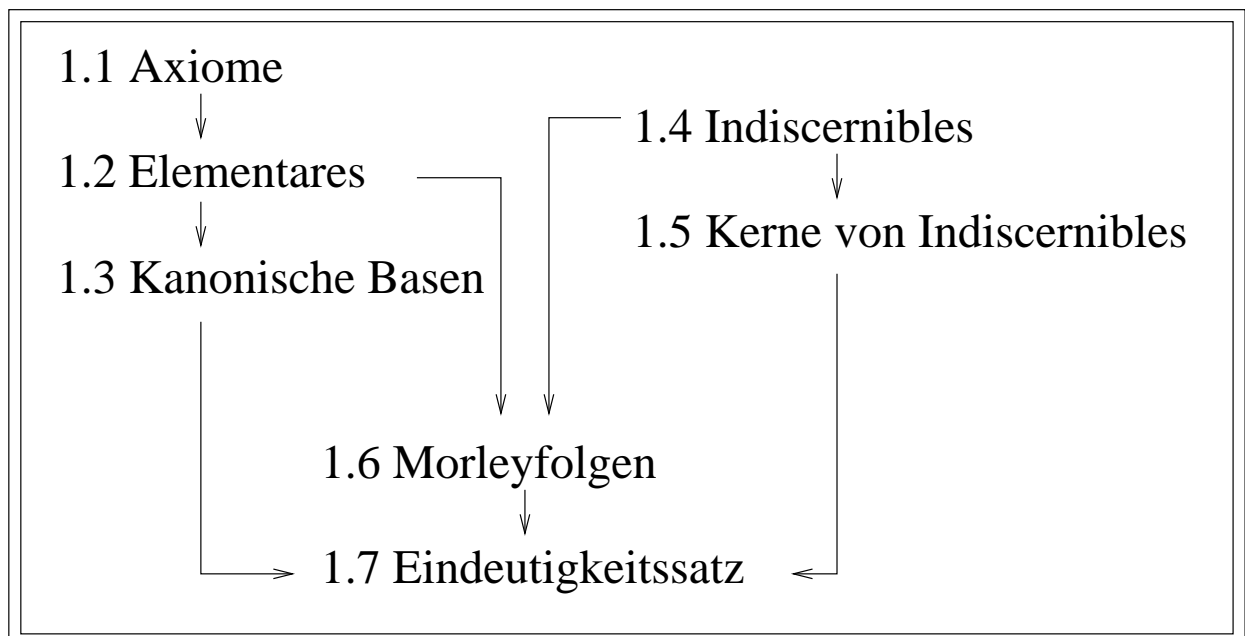 1.1 Axiome
1.2 Elementares
1.3 Kanonische Basen
1.4 Indiscernibles
1.5 Kerne von Indiscernibles
1.6 Morleyfolgen
1.7 Eindeutigkeitssatz